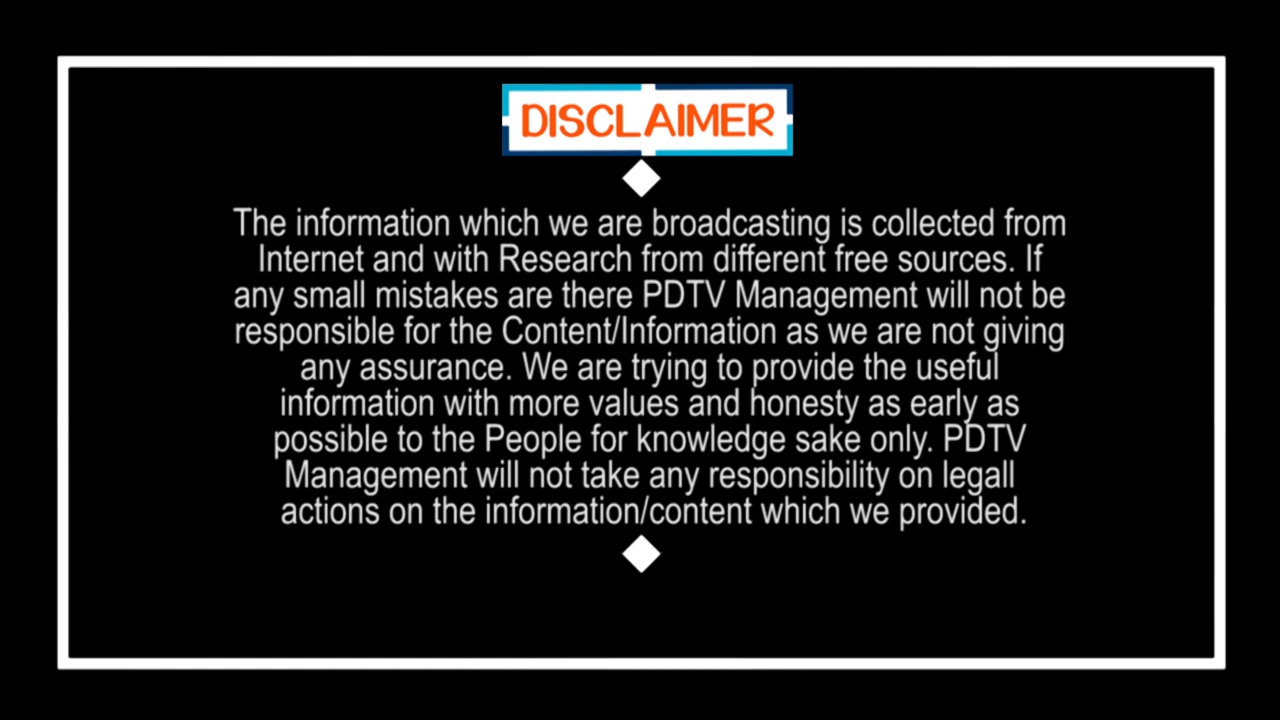 DISCLAIMER
The information which we are broadcasting is collected from
Internet and with Research from different free sources. If
any small mistakes are there PDTV Management will not be
responsible for the Content/Information as we are not giving
any assurance. We are trying to provide the useful
information with more values and honesty as early as
possible to the People for knowledge sake only. PDTV
Management will not take any responsibility on legall
actions on the information/content which we provided.